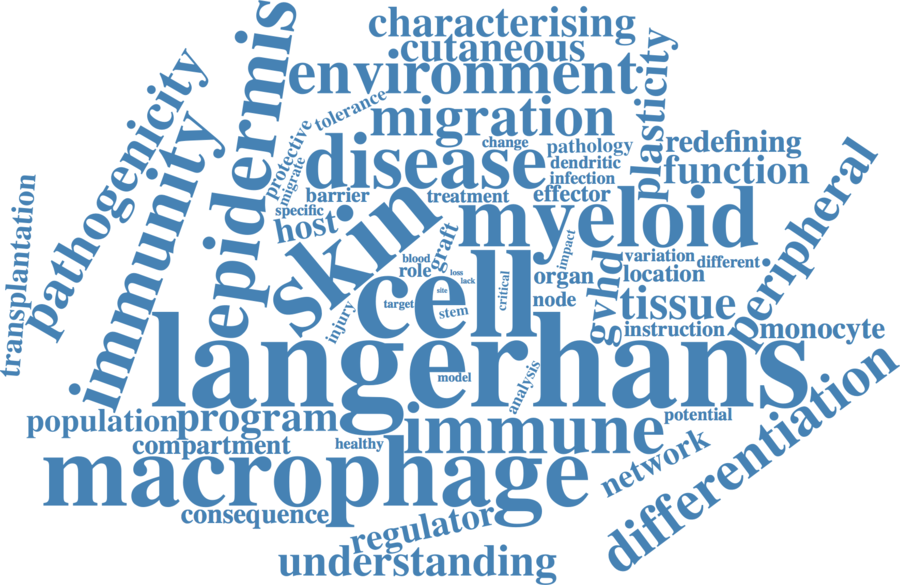 characterising
cutaneous
environment
plasticity
tolerance
migration
pathogenicity
epidermis
immunity
protective
migrate
change
pathology
redefining
disease
dendritic
function
infection
barrier
treatment
effector
peripheral
specific
host
skin
myeloid
transplantation
graft
impact
blood
role
loss
lack
cell
critical
organ
variation
different
location
gvhd
site
target
stem
node
tissue
injury
instruction
monocyte
langerhans
model
analysis
differentiation
population
program
potential
immune
compartment
healthy
network
macrophage
consequence
regulator
understanding